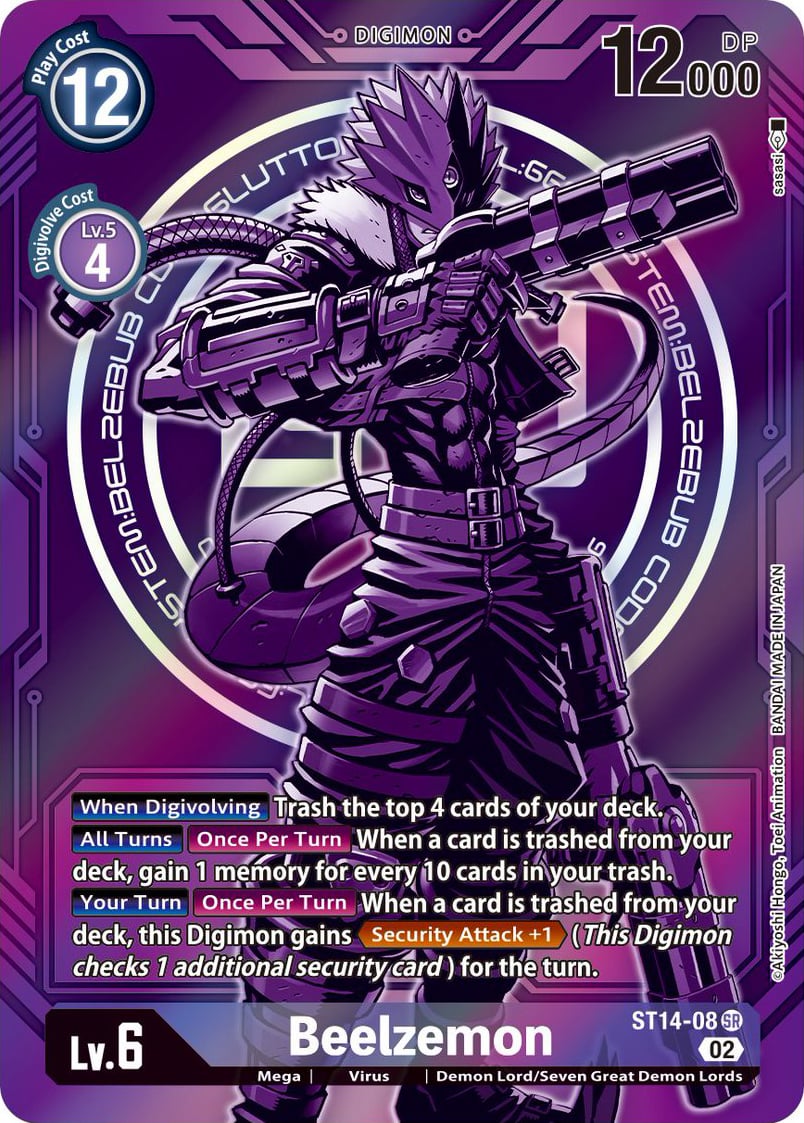 DIGIMON
Play Cost
12
12000
DP
Digivolve Cost
Lv.5
4
sasasi
GLUTTO
STEM:BELZEBUB COD
When Digivolving Trash the top 4 cards of your deck.
All Turns Once Per Turn When a card is trashed from your
deck, gain 1 memory for every 10 cards in your trash.
Your Turn Once Per Turn When a card is trashed from your
deck, this Digimon gains Security Attack +1 (This Digimon
checks 1 additional security card) for the turn.
©Akiyoshi Hongo, Toei Animation BANDAI MADE IN JAPAN
Lv.6
Beelzemon
ST14-08 SR
02
Mega | Virus | Demon Lord/Seven Great Demon Lords